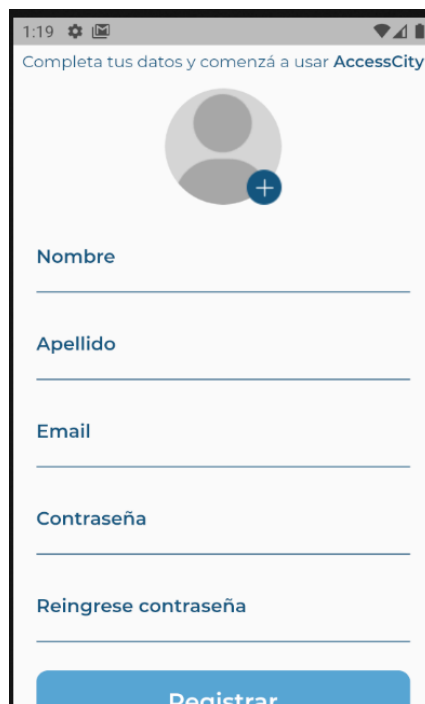 1:19
Completa tus datos y comenzá a usar AccessCity
Nombre
Apellido
Email
Contraseña
Reingrese contraseña
Registrar